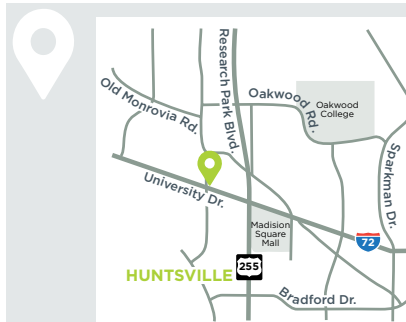 Research Park Blvd.
Old Monrovia Rd.
Oakwood Rd.
Oakwood
College
Sparkman Dr.
University Dr.
Madision
Square
Mall
72
255
HUNTSVILLE
Bradford Dr.